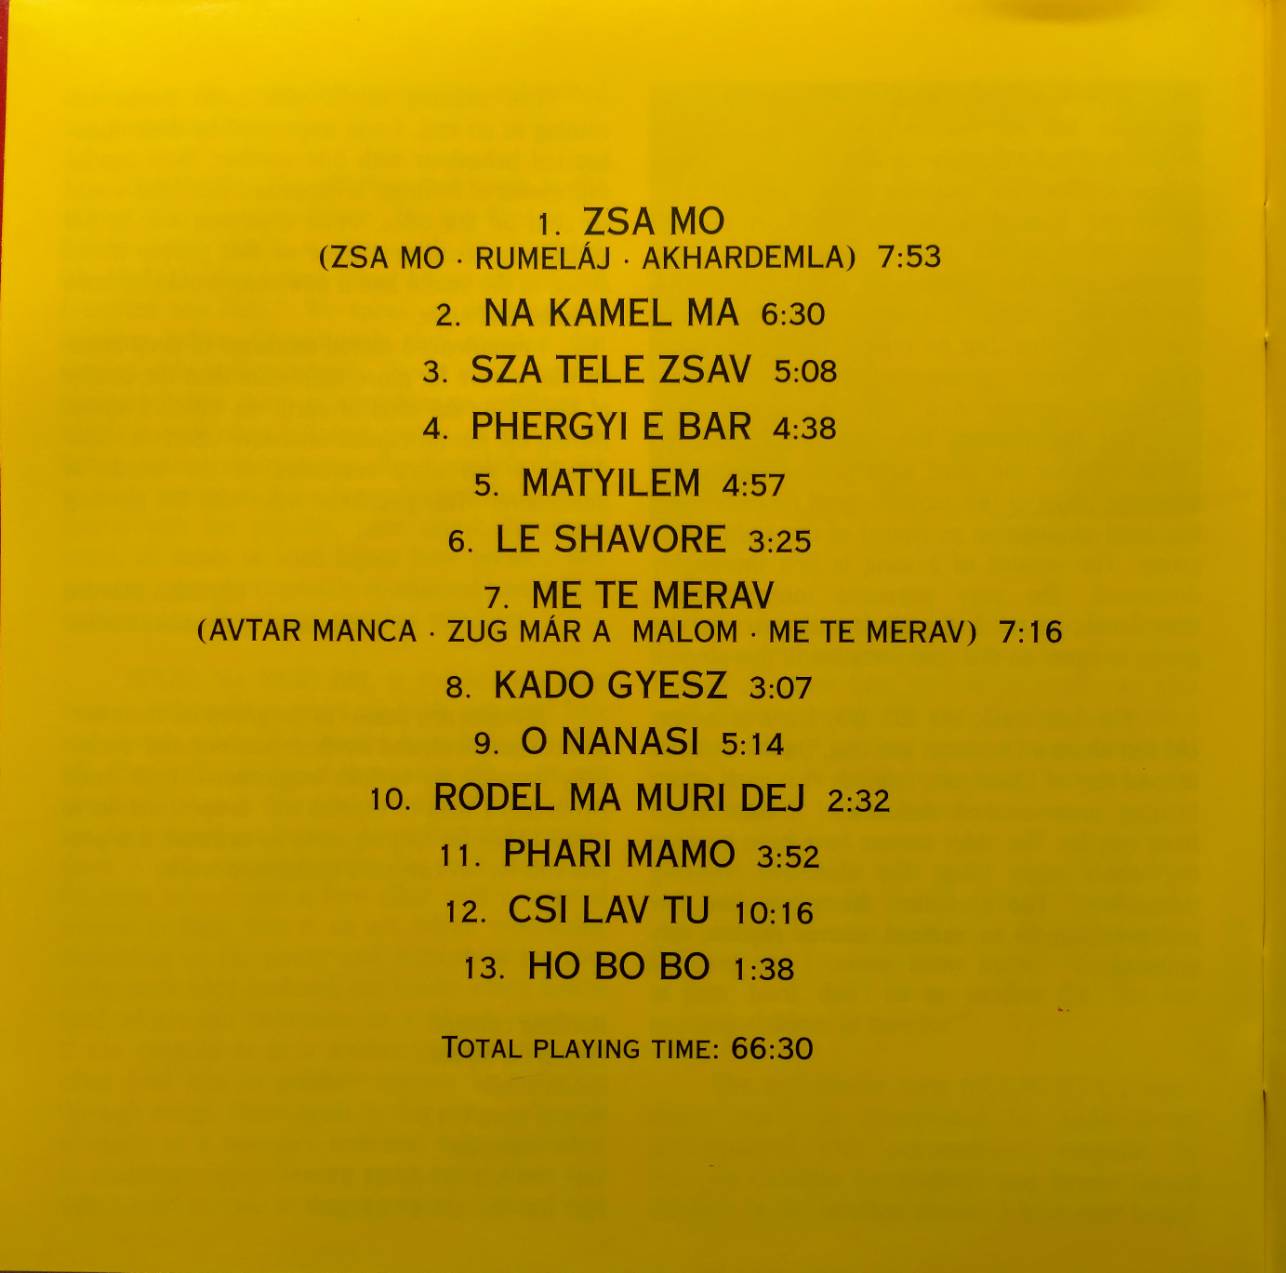 1. ZSA MO
(ZSA MO · RUMELÁJ · AKHARDEMLA) 7:53
2. NA KAMEL MA 6:30
3. SZA TELE ZSAV 5:08
4. PHERGYI E BAR 4:38
5. MATYILEM 4:57
6. LE SHAVORE 3:25
7. ME TE MERAV
(AVTAR MANCA · ZUG MÁR A MALOM · ME TE MERAV) 7:16
8. KADO GYESZ 3:07
9. O NANASI 5:14
10. RODEL MA MURI DEJ 2:32
11. PHARI MAMO 3:52
12. CSI LAV TU 10:16
13. HO BO BO 1:38
TOTAL PLAYING TIME: 66:30